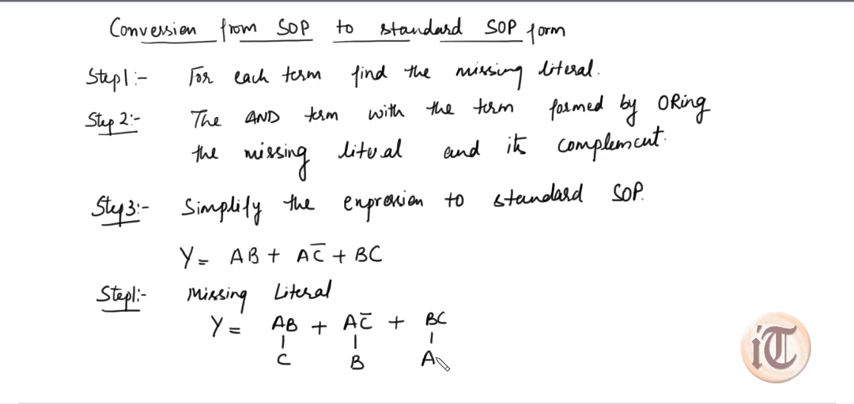 Conversion from SOP to standard SOP form
Step1:- For each term find the missing literal.
Step 2:- The AND term with the term formed by ORing
the missing literal and its complement.
Step3:- Simplify the expression to standard SOP.
Y = AB + AC̅ + BC
Step1:- Missing Literal
Y = AB + AC̅ + BC
C B A
iT